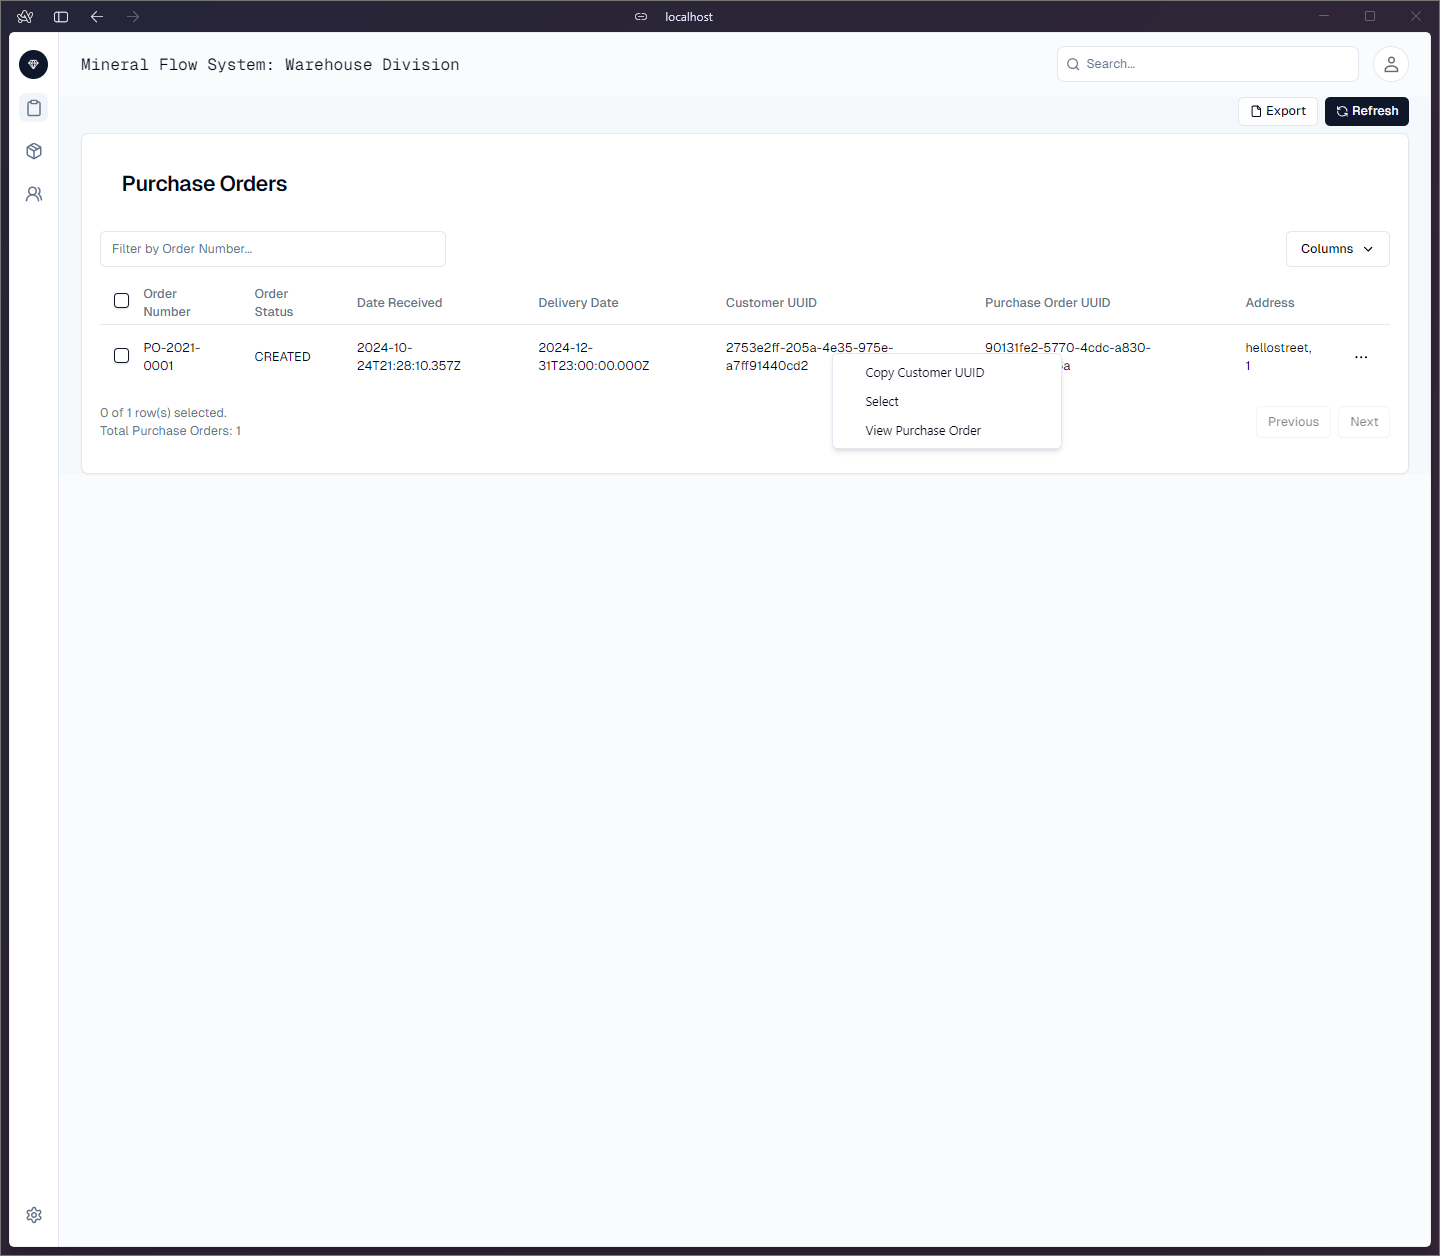 localhost
Mineral Flow System: Warehouse Division
Search...
Export
Refresh
Purchase Orders
Filter by Order Number...
Columns
Order Number
Order Status
Date Received
Delivery Date
Customer UUID
Purchase Order UUID
Address
PO-2021-
0001
CREATED
2024-10-
24T21:28:10.357Z
2024-12-
31T23:00:00.000Z
2753e2ff-205a-4e35-975e-
a7ff91440cd2
90131fe2-5770-4cdc-a830-
hellostreet,
1
...
Copy Customer UUID
Select
View Purchase Order
0 of 1 row(s) selected.
Total Purchase Orders: 1
Previous
Next